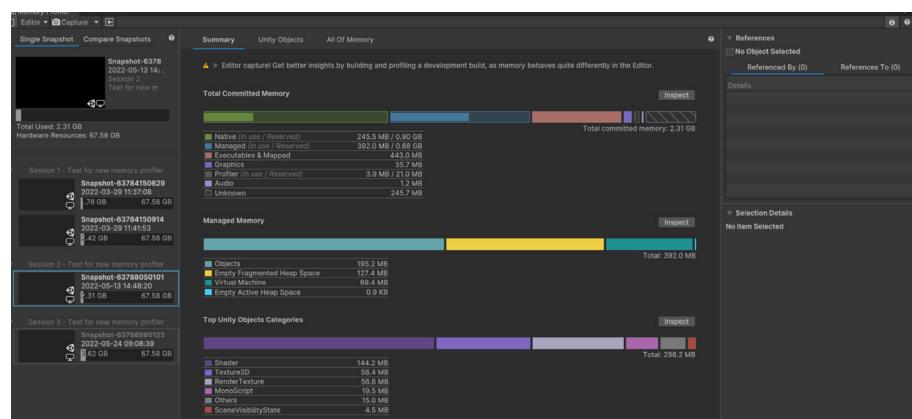 Editor Capture
Single Snapshot Compare Snapshots
Snapshot-6378
2022-05-13 14:..
Session 2
Test for new m
Total Used: 2.31 GB
Hardware Resources: 67.58 GB
Session 1 - Test for new memory profiler
Snapshot-63784150629
2022-03-29 11:37:08
.78 GB 67.58 GB
Snapshot-63784150914
2022-03-29 11:41:53
2.42 GB 67.58 GB
Session 2 - Test for new memory profiler
Snapshot-63788050101
2022-05-13 14:48:20
2.31 GB 67.58 GB
Session 3 - Test for new memory profiler
Snapshot-63788980125
2022-05-24 09:08:39
.62 GB 67.58 GB
Summary Unity Objects All Of Memory
Editor capture! Get better insights by building and profiling a development build, as memory behaves quite differently in the Editor.
Total Committed Memory Inspect
Total committed memory: 2.31 GB
Native (In use / Reserved) 245.5 MB / 0.90 GB
Managed (In use / Reserved) 392.0 MB / 0.68 GB
Executables & Mapped 443.0 MB
Graphics 35.7 MB
Profiler (In use / Reserved) 3.9 MB / 21.0 MB
Audio 1.2 MB
Unknown 245.7 MB
Managed Memory Inspect
Total: 392.0 MB
Objects 195.2 MB
Empty Fragmented Heap Space 127.4 MB
Virtual Machine 69.4 MB
Empty Active Heap Space 0.9 KB
Top Unity Objects Categories Inspect
Total: 298.2 MB
Shader 144.2 MB
Texture2D 58.4 MB
RenderTexture 56.6 MB
MonoScript 19.5 MB
Others 15.0 MB
SceneVisibilityState 4.5 MB
References
No Object Selected
Referenced By (0) References To (0)
Details
Selection Details
No Item Selected